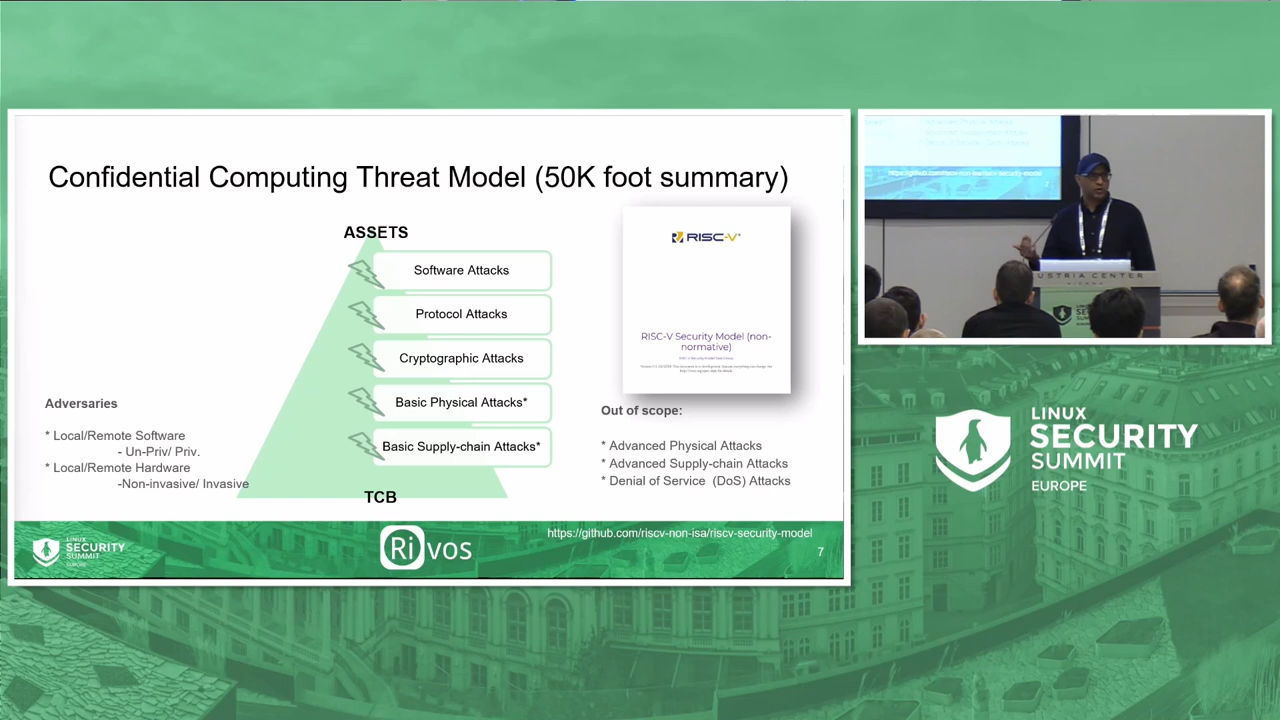 Confidential Computing Threat Model (50K foot summary)
ASSETS
Software Attacks
Protocol Attacks
Cryptographic Attacks
Basic Physical Attacks*
Basic Supply-chain Attacks*
TCB
Adversaries
* Local/Remote Software
- Un-Priv/ Priv.
* Local/Remote Hardware
-Non-invasive/ Invasive
RISC-V
RISC-V Security Model (non-
normative)
Out of scope:
* Advanced Physical Attacks
* Advanced Supply-chain Attacks
* Denial of Service (DoS) Attacks
LINUX
SECURITY
SUMMIT
EUROPE
Rivos
https://github.com/riscv-non-isa/riscv-security-model
7
USTRIA CENTER
LINUX
SECURITY
SUMMIT
EUROPE